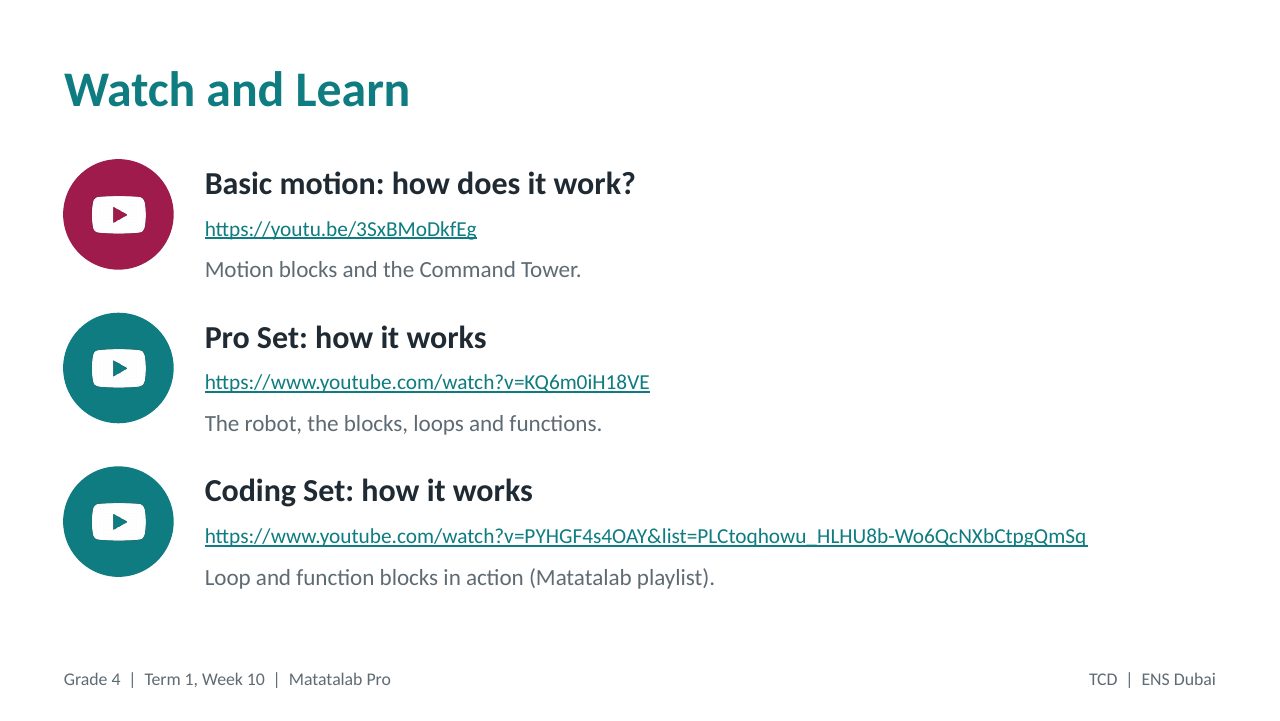 Watch and Learn
Basic motion: how does it work?
https://youtu.be/3SxBMoDkfEg
Motion blocks and the Command Tower.
Pro Set: how it works
https://www.youtube.com/watch?v=KQ6m0iH18VE
The robot, the blocks, loops and functions.
Coding Set: how it works
https://www.youtube.com/watch?v=PYHGF4s4OAY&list=PLCtoqhowu_HLHU8b-Wo6QcNXbCtpgQmSq
Loop and function blocks in action (Matatalab playlist).
Grade 4 | Term 1, Week 10 | Matatalab Pro
TCD | ENS Dubai